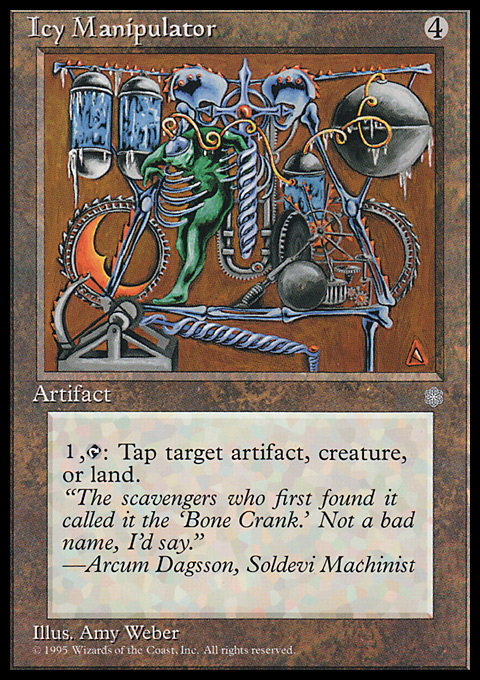 Icy Manipulator 4
Artifact
1,: Tap target artifact, creature,
or land.
“The scavengers who first found it
called it the ‘Bone Crank.’ Not a bad
name, I’d say.”
—Arcum Dagsson, Soldevi Machinist
Illus. Amy Weber
© 1995 Wizards of the Coast, Inc. All rights reserved.